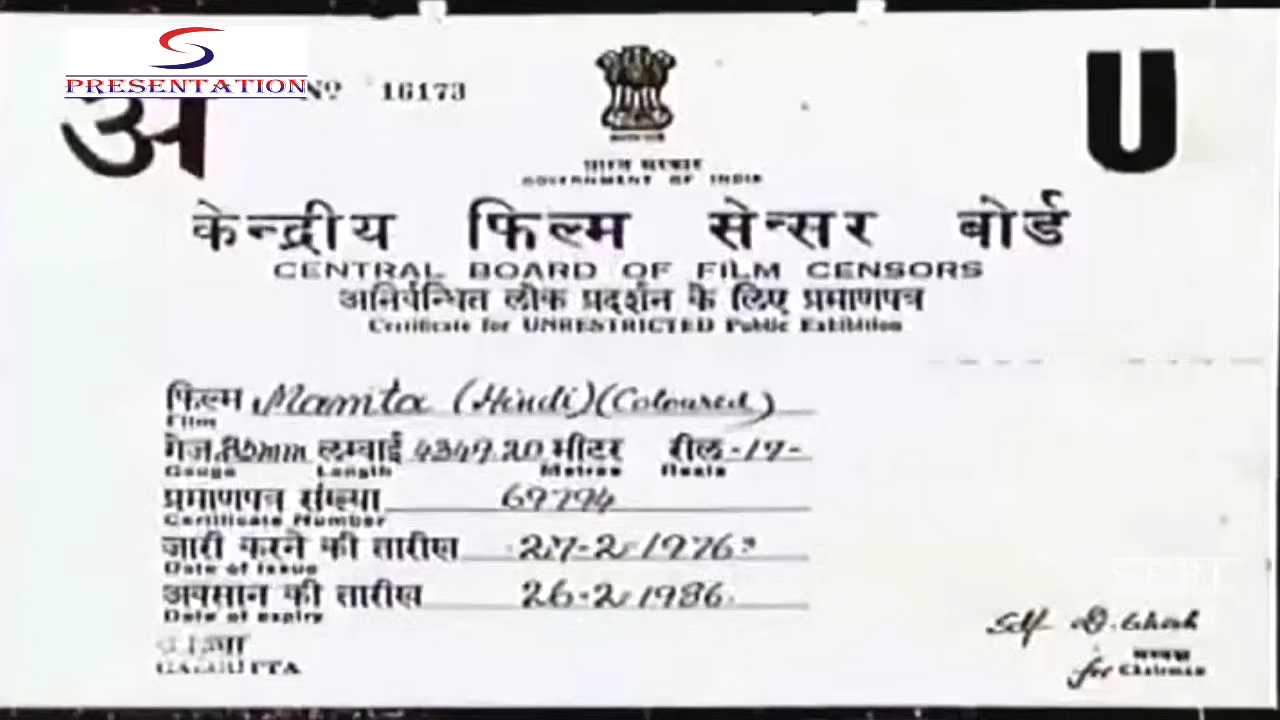 S
PRESENTATION
अ
Nº 16173
U
भारत सरकार
GOVERNMENT OF INDIA
केन्द्रीय फिल्म सेन्सर बोर्ड
CENTRAL BOARD OF FILM CENSORS
अनिर्बन्धित लोक प्रदर्शन के लिए प्रमाणपत्र
Certificate for UNRESTRICTED Public Exhibition
फिल्म Mamta (Hindi) (Coloured)
Film
गेज 35mm लम्बाई 4349.20 मीटर रील -17-
Gauge Length Metres Reels
प्रमाणपत्र संख्या 69794
Certificate Number
जारी करने की तारीख 27-2-1976
Date of issue
अवसान की तारीख 26-2-1986
Date of expiry
CALCUTTA
Sdf D. Ghosh
for Chairman